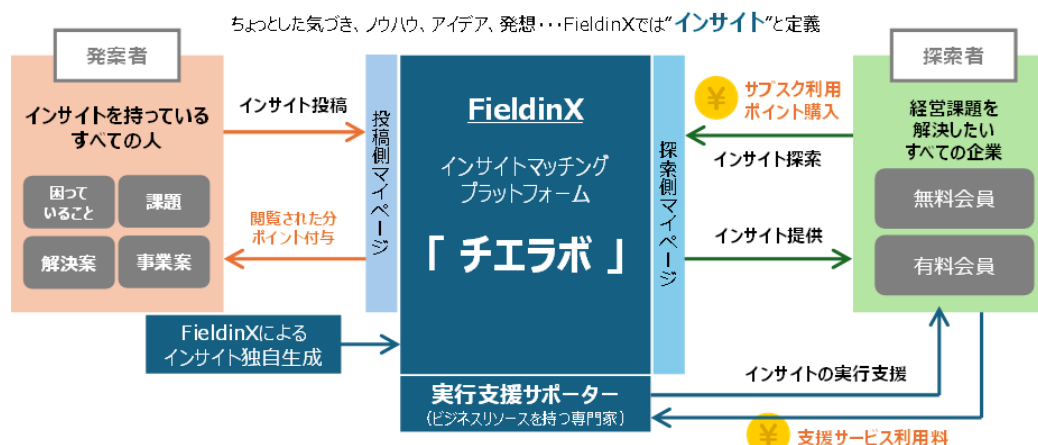 ちょっとした気づき、ノウハウ、アイデア、発想･･･FieldinXでは“インサイト”と定義
発案者
インサイトを持っている
すべての人
困って
いること
課題
解決案
事業案
インサイト投稿
閲覧された分
ポイント付与
投稿側マイページ
FieldinXによる
インサイト独自生成
FieldinX
インサイトマッチング
プラットフォーム
「 チエラボ 」
実行支援サポーター
（ビジネスリソースを持つ専門家）
探索側マイページ
¥
サブスク利用
ポイント購入
インサイト探索
インサイト提供
探索者
経営課題を
解決したい
すべての企業
無料会員
有料会員
インサイトの実行支援
¥
支援サービス利用料